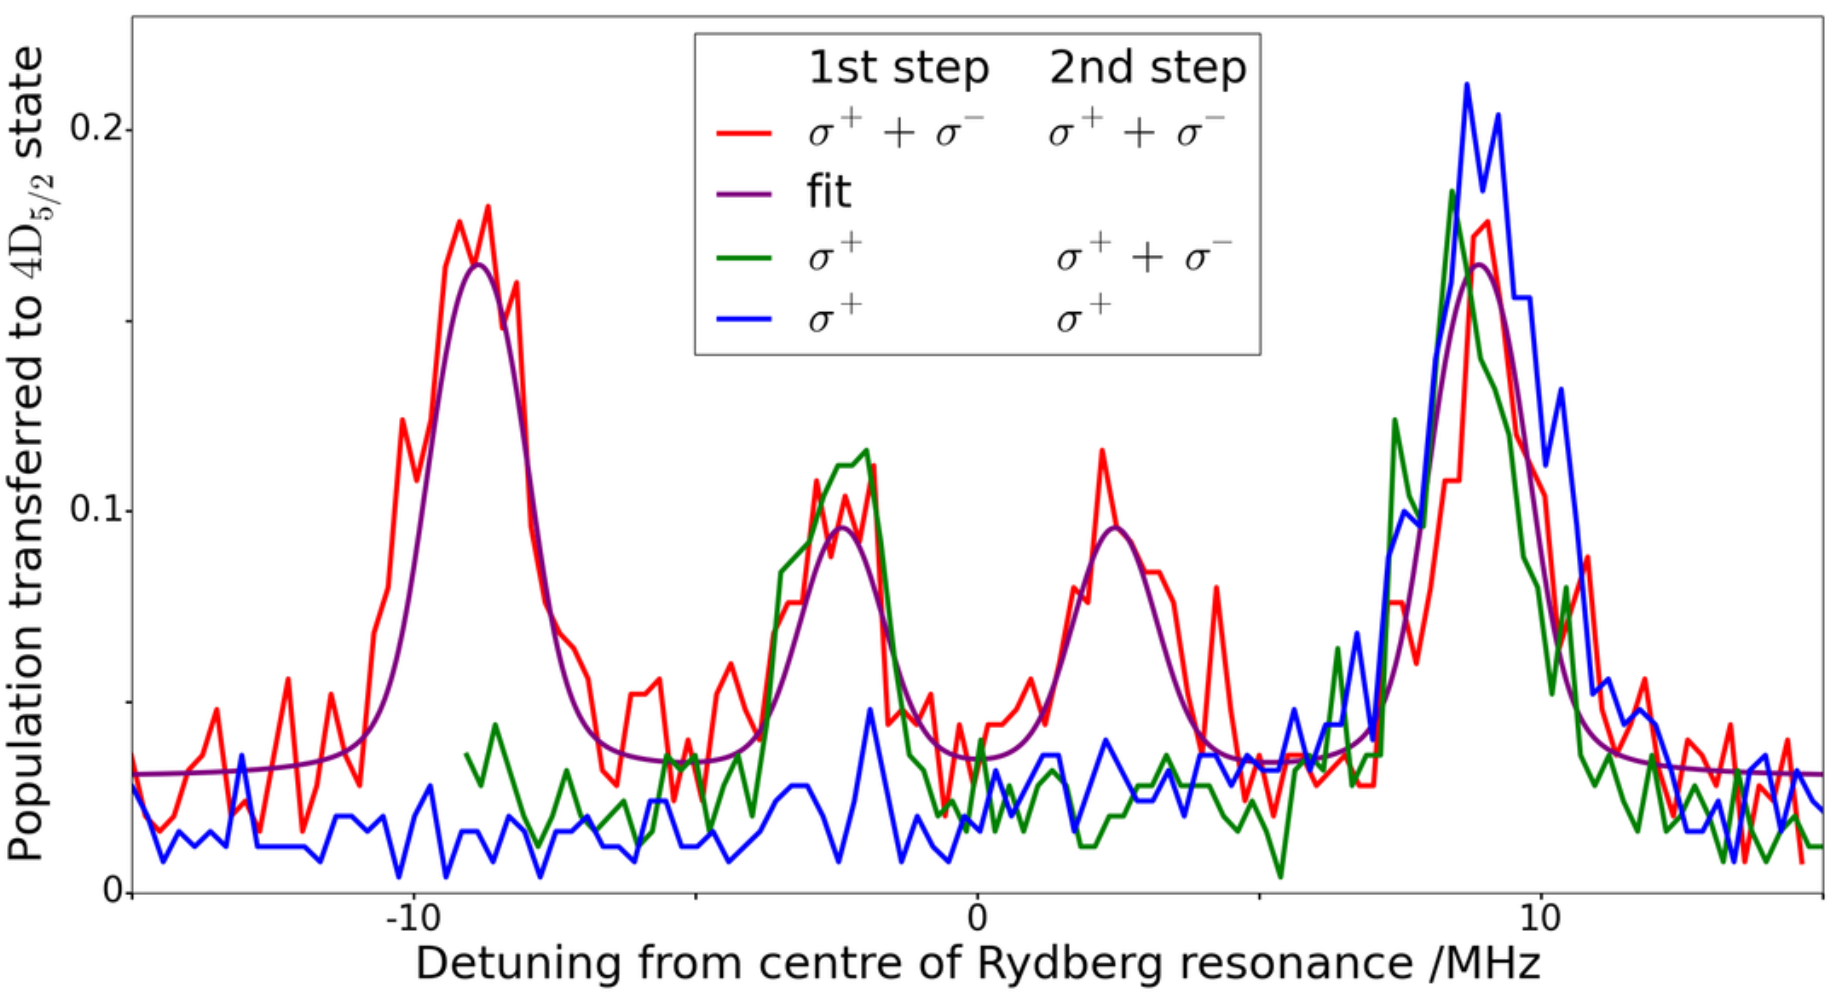 Population transferred to 4D₅/₂ state
0.2
0.1
0
1st step 2nd step
σ⁺ + σ⁻ σ⁺ + σ⁻
fit
σ⁺ σ⁺ + σ⁻
σ⁺ σ⁺
-10 0 10
Detuning from centre of Rydberg resonance /MHz